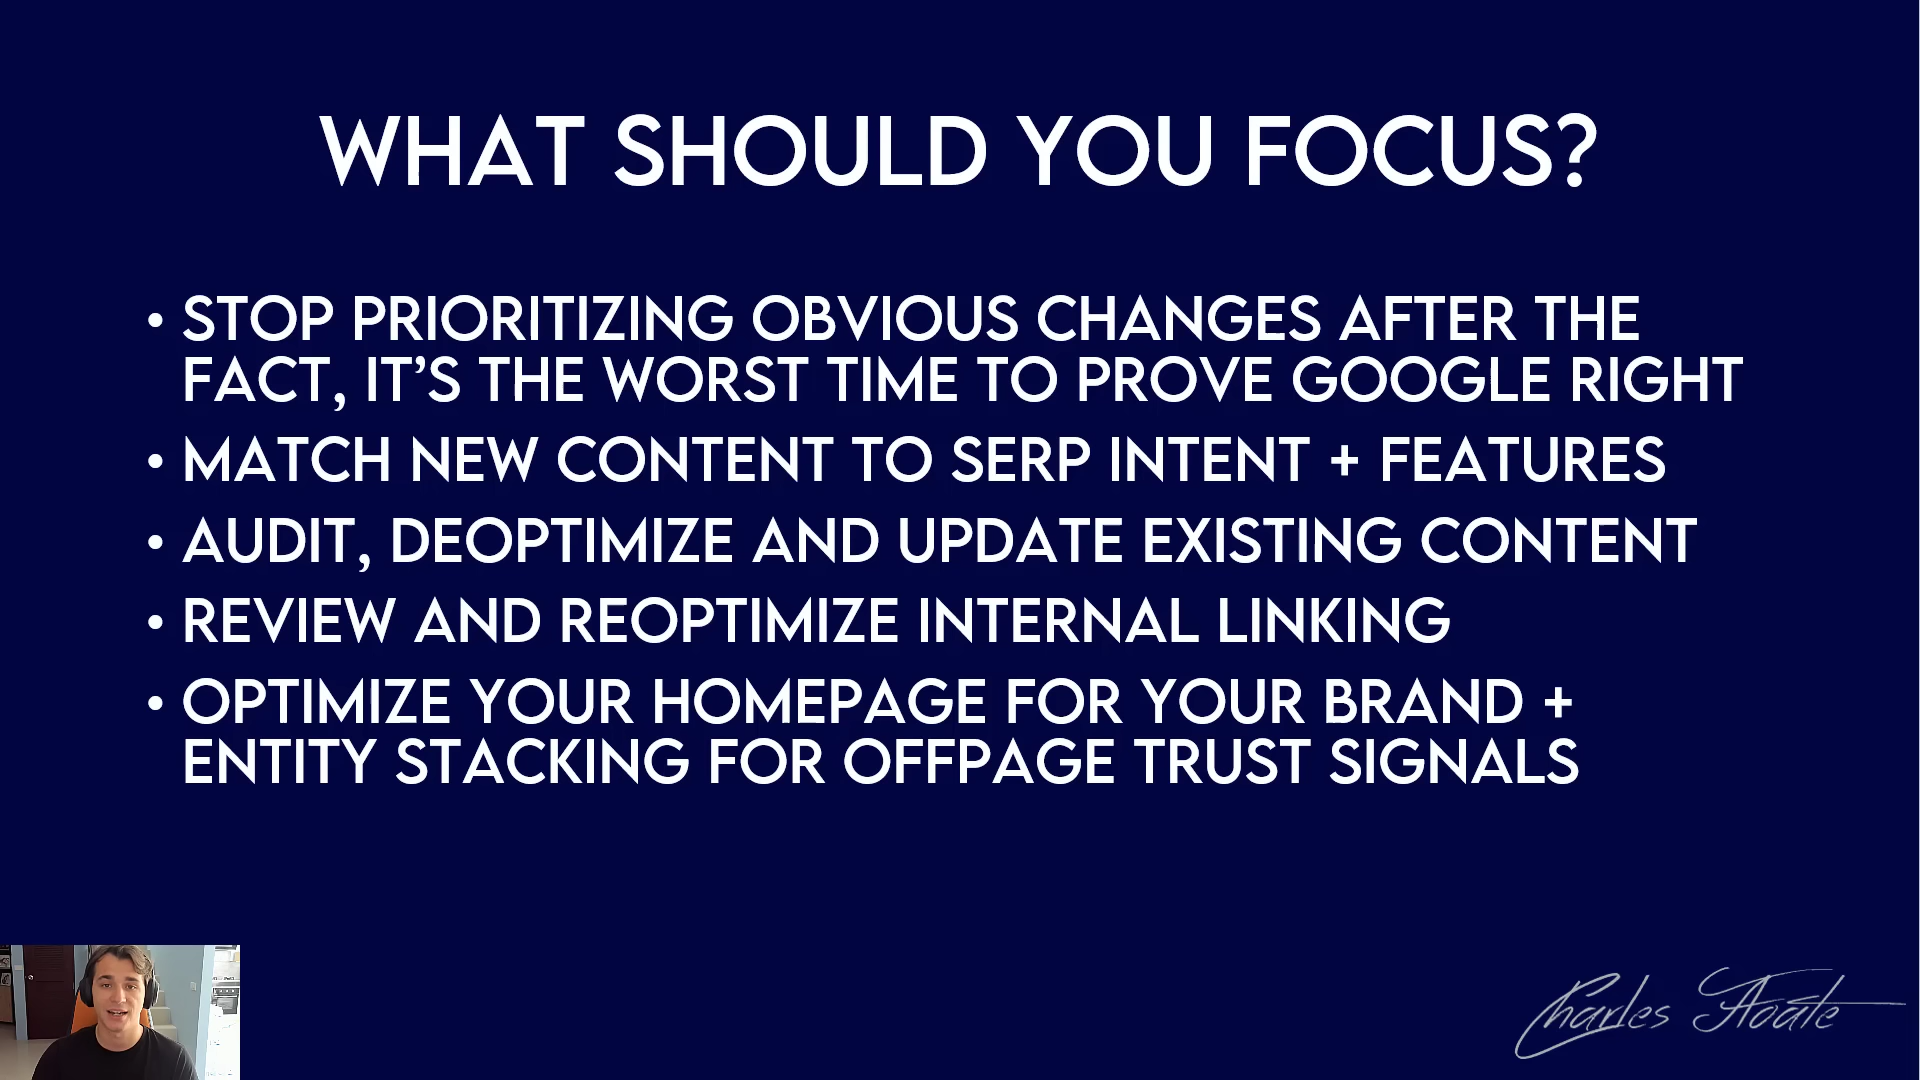 WHAT SHOULD YOU FOCUS?
• STOP PRIORITIZING OBVIOUS CHANGES AFTER THE
FACT, IT’S THE WORST TIME TO PROVE GOOGLE RIGHT
• MATCH NEW CONTENT TO SERP INTENT + FEATURES
• AUDIT, DEOPTIMIZE AND UPDATE EXISTING CONTENT
• REVIEW AND REOPTIMIZE INTERNAL LINKING
• OPTIMIZE YOUR HOMEPAGE FOR YOUR BRAND +
ENTITY STACKING FOR OFFPAGE TRUST SIGNALS
Charles Floate